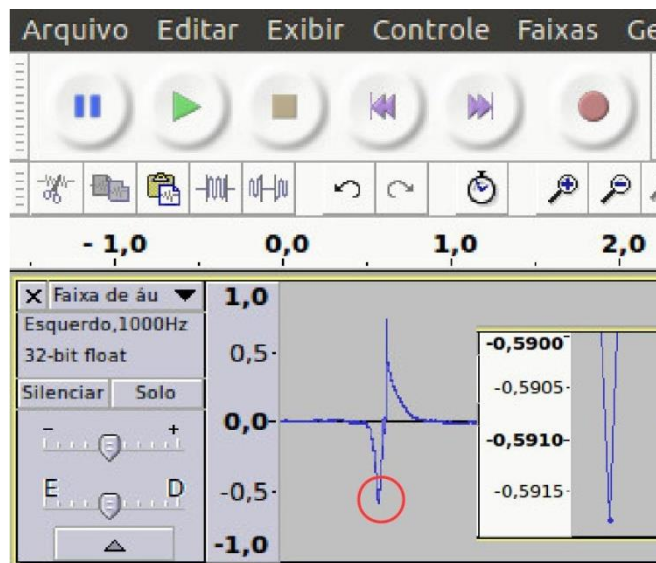 Arquivo Editar Exibir Controle Faixas Ge
- 1,0 0,0 1,0 2,0
X Faixa de áu
Esquerdo,1000Hz
32-bit float
Silenciar Solo
- +
E D
1,0
0,5
0,0
-0,5
-1,0
-0,5900
-0,5905
-0,5910
-0,5915